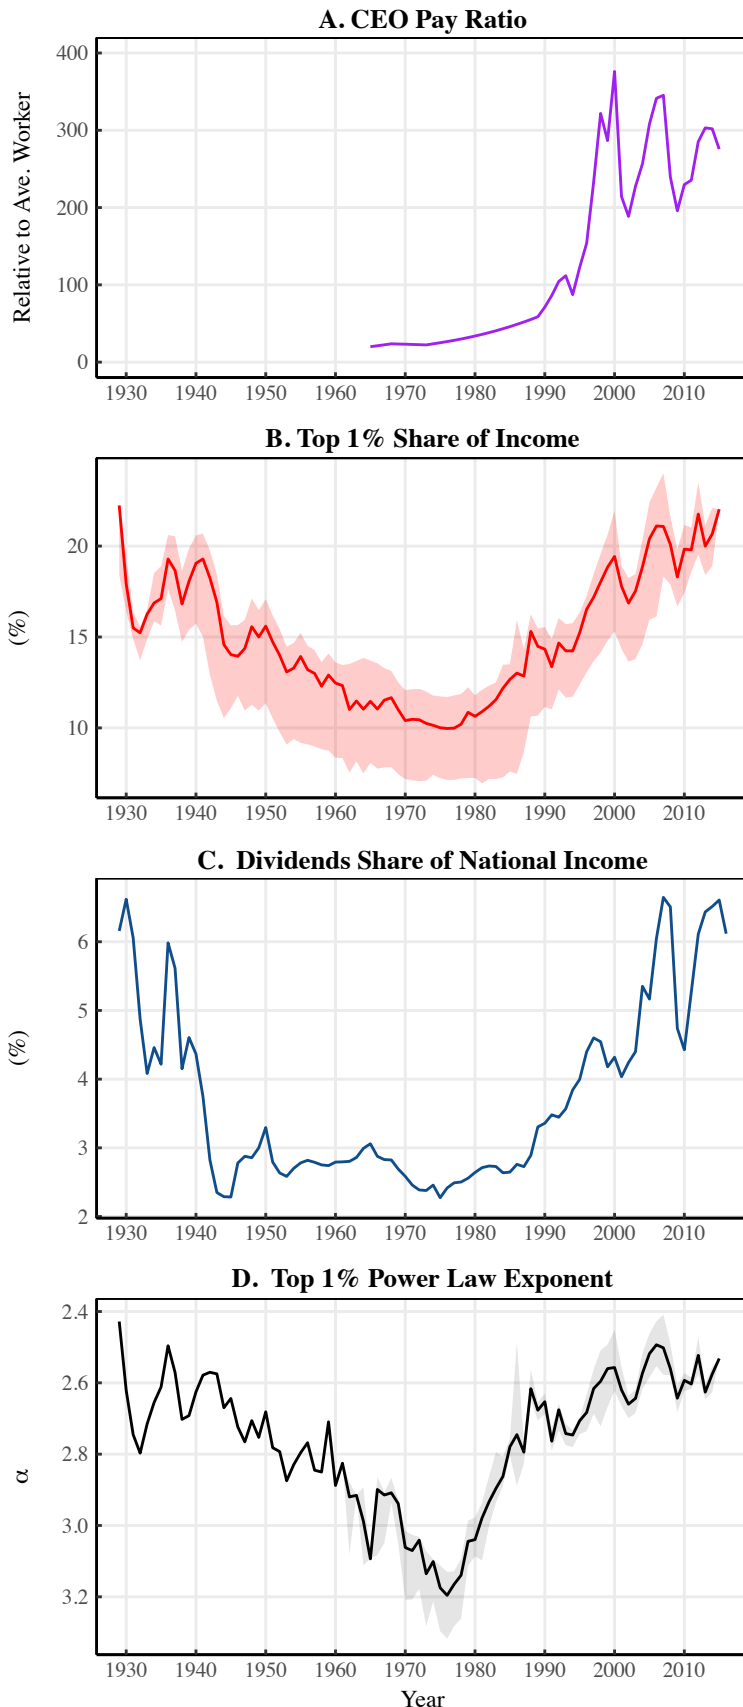 A. CEO Pay Ratio
Relative to Ave. Worker
400
300
200
100
0
1930 1940 1950 1960 1970 1980 1990 2000 2010
B. Top 1% Share of Income
(%)
20
15
10
1930 1940 1950 1960 1970 1980 1990 2000 2010
C. Dividends Share of National Income
(%)
6
5
4
3
2
1930 1940 1950 1960 1970 1980 1990 2000 2010
D. Top 1% Power Law Exponent
α
2.4
2.6
2.8
3.0
3.2
1930 1940 1950 1960 1970 1980 1990 2000 2010
Year